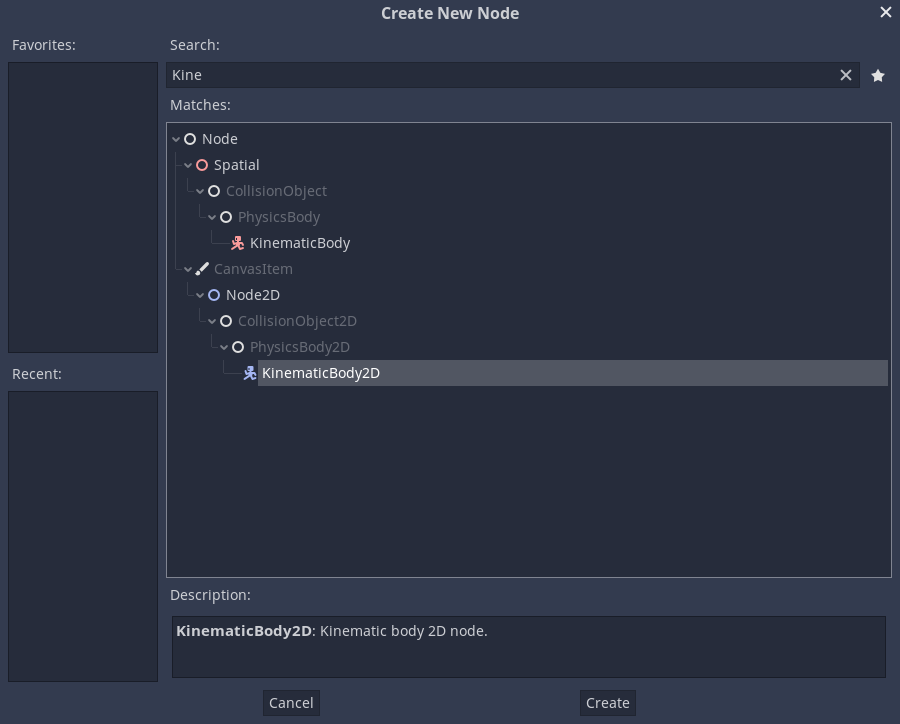 Create New Node
Favorites:
Search:
Kine
Matches:
Node
Spatial
CollisionObject
PhysicsBody
KinematicBody
CanvasItem
Node2D
CollisionObject2D
PhysicsBody2D
KinematicBody2D
Recent:
Description:
KinematicBody2D: Kinematic body 2D node.
Cancel
Create